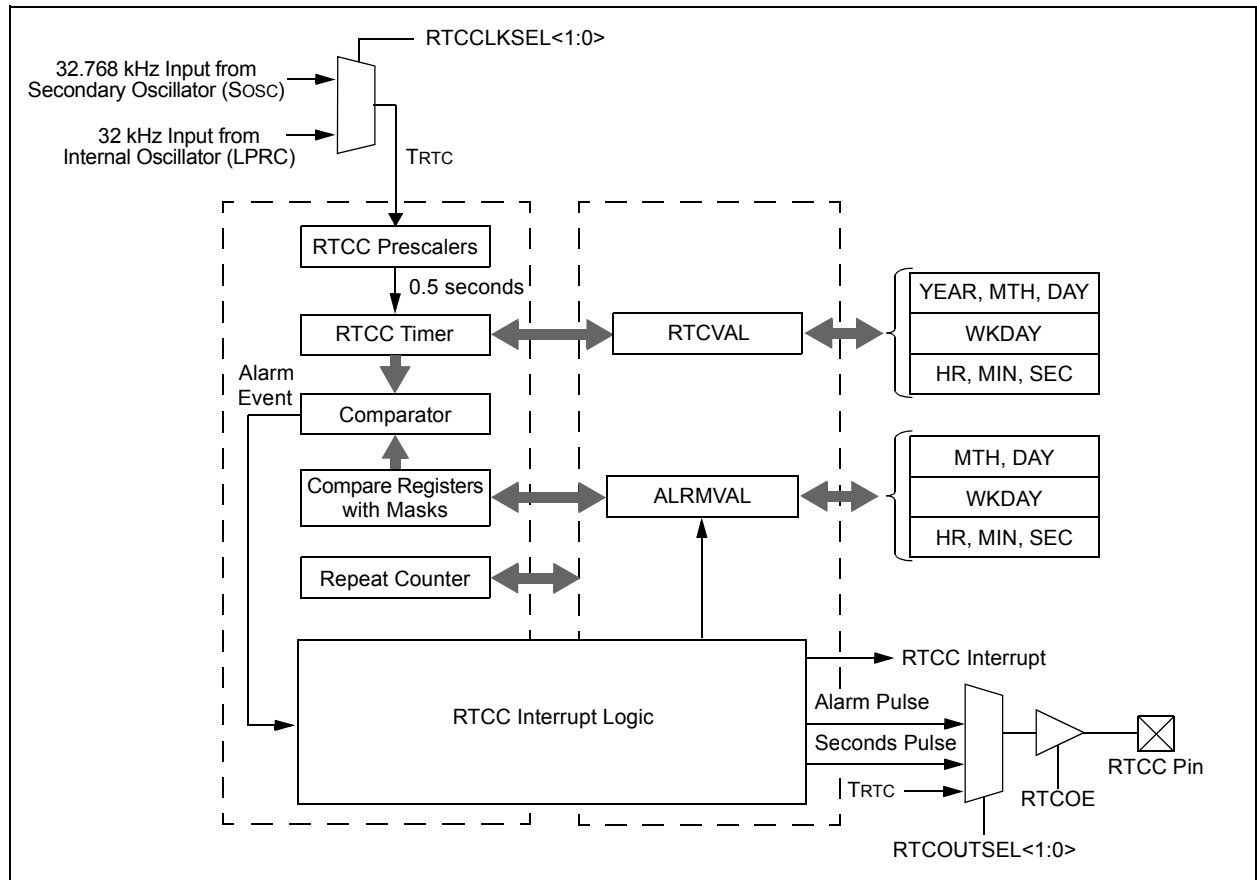 RTCCLKSEL<1:0>
32.768 kHz Input from
Secondary Oscillator (SOSC)
32 kHz Input from
Internal Oscillator (LPRC)
TRTC
RTCC Prescalers
0.5 seconds
RTCC Timer
RTCVAL
YEAR, MTH, DAY
WKDAY
HR, MIN, SEC
Alarm
Event
Comparator
Compare Registers
with Masks
ALRMVAL
MTH, DAY
WKDAY
HR, MIN, SEC
Repeat Counter
RTCC Interrupt Logic
RTCC Interrupt
Alarm Pulse
Seconds Pulse
TRTC
RTCC Pin
RTCOE
RTCOUTSEL<1:0>